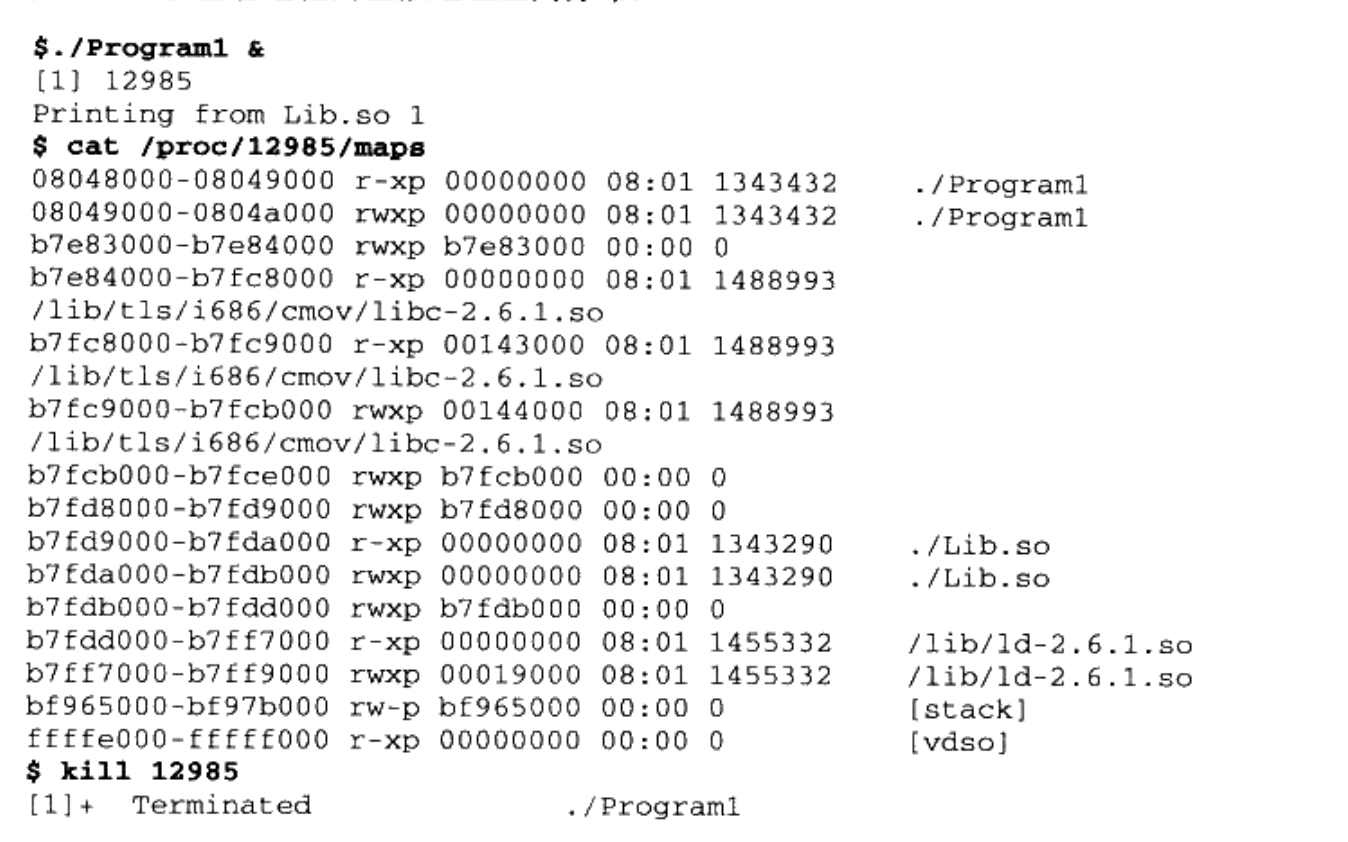 $./Program1 &
[1] 12985
Printing from Lib.so 1
$ cat /proc/12985/maps
08048000-08049000 r-xp 00000000 08:01 1343432 ./Program1
08049000-0804a000 rwxp 00000000 08:01 1343432 ./Program1
b7e83000-b7e84000 rwxp b7e83000 00:00 0
b7e84000-b7fc8000 r-xp 00000000 08:01 1488993
/lib/tls/i686/cmov/libc-2.6.1.so
b7fc8000-b7fc9000 r-xp 00143000 08:01 1488993
/lib/tls/i686/cmov/libc-2.6.1.so
b7fc9000-b7fcb000 rwxp 00144000 08:01 1488993
/lib/tls/i686/cmov/libc-2.6.1.so
b7fcb000-b7fce000 rwxp b7fcb000 00:00 0
b7fd8000-b7fd9000 rwxp b7fd8000 00:00 0
b7fd9000-b7fda000 r-xp 00000000 08:01 1343290 ./Lib.so
b7fda000-b7fdb000 rwxp 00000000 08:01 1343290 ./Lib.so
b7fdb000-b7fdd000 rwxp b7fdb000 00:00 0
b7fdd000-b7ff7000 r-xp 00000000 08:01 1455332 /lib/ld-2.6.1.so
b7ff7000-b7ff9000 rwxp 00019000 08:01 1455332 /lib/ld-2.6.1.so
bf965000-bf97b000 rw-p bf965000 00:00 0 [stack]
ffffe000-fffff000 r-xp 00000000 00:00 0 [vdso]
$ kill 12985
[1]+ Terminated ./Program1